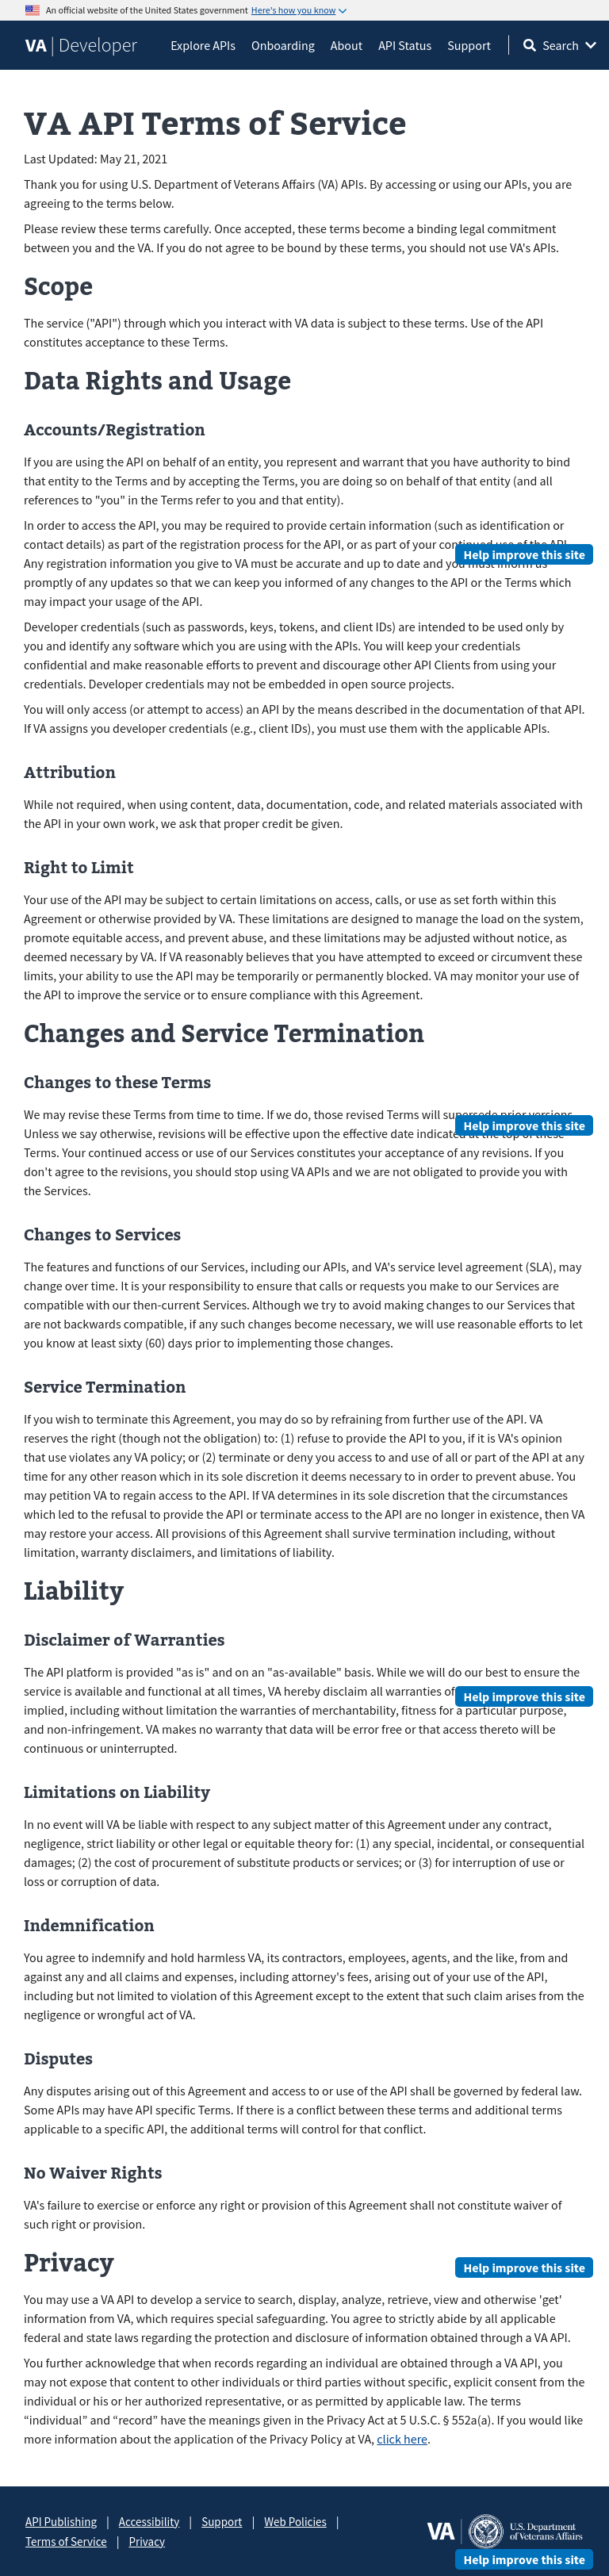 An official website of the United States government Here's how you know
VA | Developer
Explore APIs
Onboarding
About
API Status
Support
Search
VA API Terms of Service
Last Updated: May 21, 2021
Thank you for using U.S. Department of Veterans Affairs (VA) APIs. By accessing or using our APIs, you are
agreeing to the terms below.
Please review these terms carefully. Once accepted, these terms become a binding legal commitment
between you and the VA. If you do not agree to be bound by these terms, you should not use VA's APIs.
Scope
The service ("API") through which you interact with VA data is subject to these terms. Use of the API
constitutes acceptance to these Terms.
Data Rights and Usage
Accounts/Registration
If you are using the API on behalf of an entity, you represent and warrant that you have authority to bind
that entity to the Terms and by accepting the Terms, you are doing so on behalf of that entity (and all
references to "you" in the Terms refer to you and that entity).
In order to access the API, you may be required to provide certain information (such as identification or
contact details) as part of the registration process for the API, or as part of your continued use of the API.
Help improve this site
Any registration information you give to VA must be accurate and up to date and you must inform us
promptly of any updates so that we can keep you informed of any changes to the API or the Terms which
may impact your usage of the API.
Developer credentials (such as passwords, keys, tokens, and client IDs) are intended to be used only by
you and identify any software which you are using with the APIs. You will keep your credentials
confidential and make reasonable efforts to prevent and discourage other API Clients from using your
credentials. Developer credentials may not be embedded in open source projects.
You will only access (or attempt to access) an API by the means described in the documentation of that API.
If VA assigns you developer credentials (e.g., client IDs), you must use them with the applicable APIs.
Attribution
While not required, when using content, data, documentation, code, and related materials associated with
the API in your own work, we ask that proper credit be given.
Right to Limit
Your use of the API may be subject to certain limitations on access, calls, or use as set forth within this
Agreement or otherwise provided by VA. These limitations are designed to manage the load on the system,
promote equitable access, and prevent abuse, and these limitations may be adjusted without notice, as
deemed necessary by VA. If VA reasonably believes that you have attempted to exceed or circumvent these
limits, your ability to use the API may be temporarily or permanently blocked. VA may monitor your use of
the API to improve the service or to ensure compliance with this Agreement.
Changes and Service Termination
Changes to these Terms
We may revise these Terms from time to time. If we do, those revised Terms will supersede prior versions.
Help improve this site
Unless we say otherwise, revisions will be effective upon the effective date indicated at the top of these
Terms. Your continued access or use of our Services constitutes your acceptance of any revisions. If you
don't agree to the revisions, you should stop using VA APIs and we are not obligated to provide you with
the Services.
Changes to Services
The features and functions of our Services, including our APIs, and VA's service level agreement (SLA), may
change over time. It is your responsibility to ensure that calls or requests you make to our Services are
compatible with our then-current Services. Although we try to avoid making changes to our Services that
are not backwards compatible, if any such changes become necessary, we will use reasonable efforts to let
you know at least sixty (60) days prior to implementing those changes.
Service Termination
If you wish to terminate this Agreement, you may do so by refraining from further use of the API. VA
reserves the right (though not the obligation) to: (1) refuse to provide the API to you, if it is VA's opinion
that use violates any VA policy; or (2) terminate or deny you access to and use of all or part of the API at any
time for any other reason which in its sole discretion it deems necessary to in order to prevent abuse. You
may petition VA to regain access to the API. If VA determines in its sole discretion that the circumstances
which led to the refusal to provide the API or terminate access to the API are no longer in existence, then VA
may restore your access. All provisions of this Agreement shall survive termination including, without
limitation, warranty disclaimers, and limitations of liability.
Liability
Disclaimer of Warranties
The API platform is provided "as is" and on an "as-available" basis. While we will do our best to ensure the
service is available and functional at all times, VA hereby disclaim all warranties of
Help improve this site
implied, including without limitation the warranties of merchantability, fitness for a particular purpose,
and non-infringement. VA makes no warranty that data will be error free or that access thereto will be
continuous or uninterrupted.
Limitations on Liability
In no event will VA be liable with respect to any subject matter of this Agreement under any contract,
negligence, strict liability or other legal or equitable theory for: (1) any special, incidental, or consequential
damages; (2) the cost of procurement of substitute products or services; or (3) for interruption of use or
loss or corruption of data.
Indemnification
You agree to indemnify and hold harmless VA, its contractors, employees, agents, and the like, from and
against any and all claims and expenses, including attorney's fees, arising out of your use of the API,
including but not limited to violation of this Agreement except to the extent that such claim arises from the
negligence or wrongful act of VA.
Disputes
Any disputes arising out of this Agreement and access to or use of the API shall be governed by federal law.
Some APIs may have API specific Terms. If there is a conflict between these terms and additional terms
applicable to a specific API, the additional terms will control for that conflict.
No Waiver Rights
VA's failure to exercise or enforce any right or provision of this Agreement shall not constitute waiver of
such right or provision.
Privacy
Help improve this site
You may use a VA API to develop a service to search, display, analyze, retrieve, view and otherwise 'get'
information from VA, which requires special safeguarding. You agree to strictly abide by all applicable
federal and state laws regarding the protection and disclosure of information obtained through a VA API.
You further acknowledge that when records regarding an individual are obtained through a VA API, you
may not expose that content to other individuals or third parties without specific, explicit consent from the
individual or his or her authorized representative, or as permitted by applicable law. The terms
“individual” and “record” have the meanings given in the Privacy Act at 5 U.S.C. § 552a(a). If you would like
more information about the application of the Privacy Policy at VA, click here.
API Publishing | Accessibility | Support | Web Policies |
Terms of Service | Privacy
VA
U.S. Department
of Veterans Affairs
Help improve this site